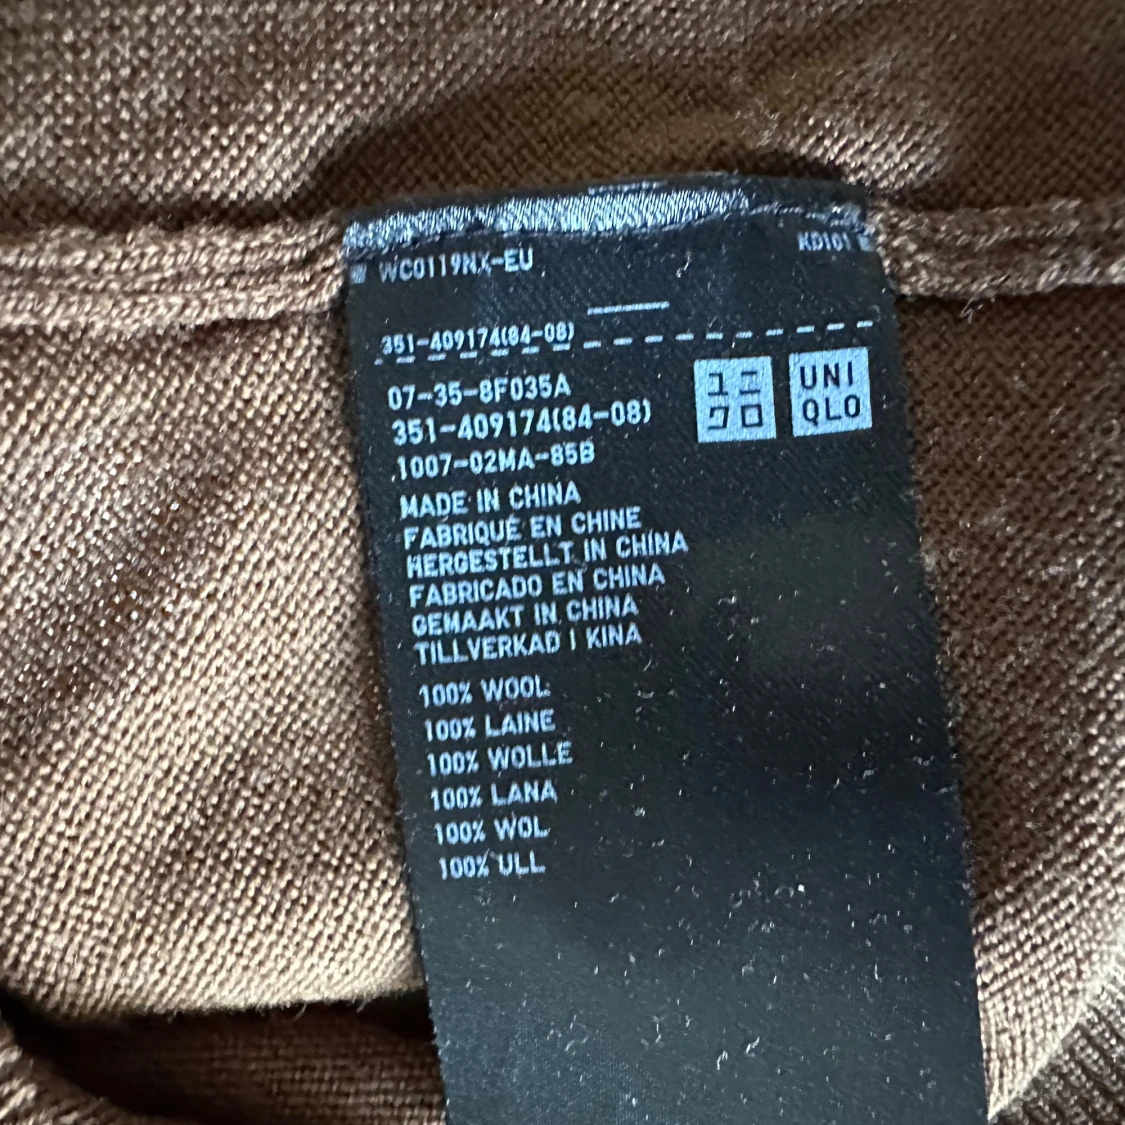 WC0119NX-EU
KD101
351-409174(84-08)
07-35-8F035A
351-409174(84-08)
1007-02MA-85B
ユニ
クロ
UNI
QLO
MADE IN CHINA
FABRIQUÉ EN CHINE
HERGESTELLT IN CHINA
FABRICADO EN CHINA
GEMAAKT IN CHINA
TILLVERKAD I KINA
100% WOOL
100% LAINE
100% WOLLE
100% LANA
100% WOL
100% ULL